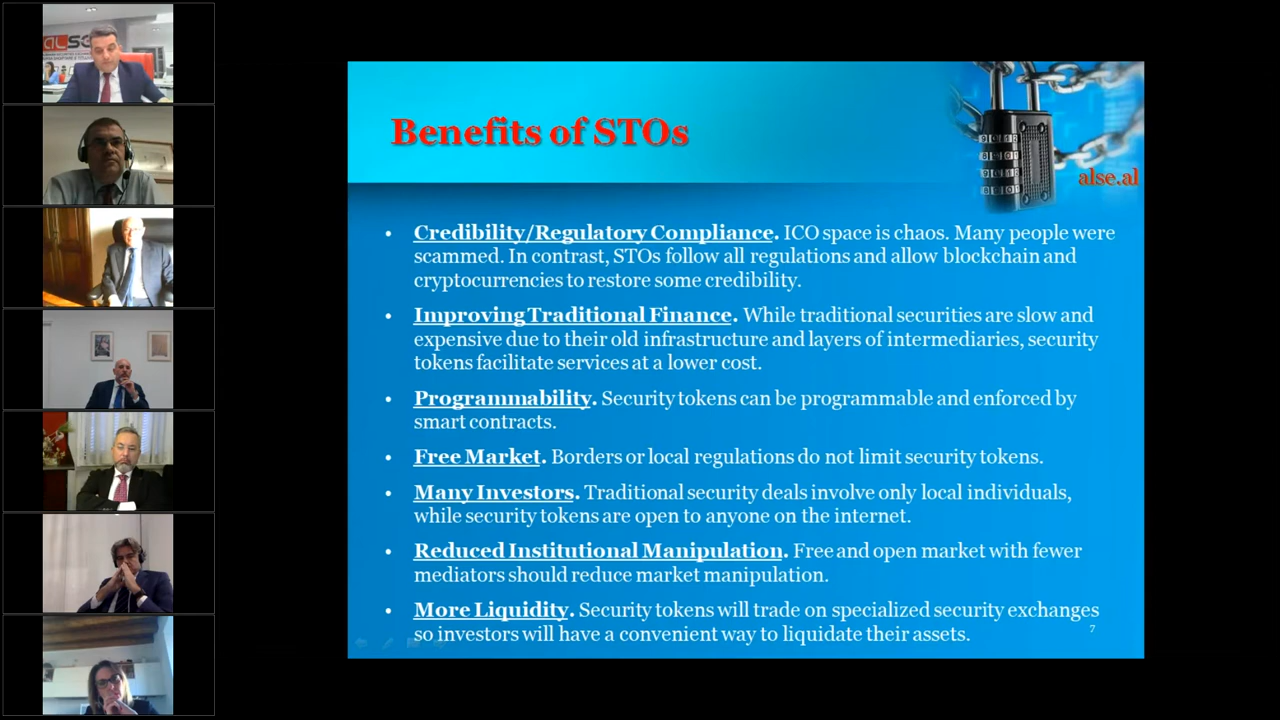 ALSE
Benefits of STOs
alse.al
• Credibility/Regulatory Compliance. ICO space is chaos. Many people were
scammed. In contrast, STOs follow all regulations and allow blockchain and
cryptocurrencies to restore some credibility.
• Improving Traditional Finance. While traditional securities are slow and
expensive due to their old infrastructure and layers of intermediaries, security
tokens facilitate services at a lower cost.
• Programmability. Security tokens can be programmable and enforced by
smart contracts.
• Free Market. Borders or local regulations do not limit security tokens.
• Many Investors. Traditional security deals involve only local individuals,
while security tokens are open to anyone on the internet.
• Reduced Institutional Manipulation. Free and open market with fewer
mediators should reduce market manipulation.
• More Liquidity. Security tokens will trade on specialized security exchanges
so investors will have a convenient way to liquidate their assets.
7